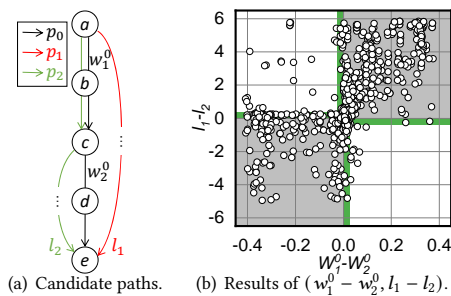 p₀
p₁
p₂
a
w₁⁰
b
c
w₂⁰
d
l₂
l₁
e
...
...
(a) Candidate paths.
l₁-l₂
6
4
2
0
-2
-4
-6
-0.4 -0.2 0.0 0.2 0.4
W₁⁰-W₂⁰
(b) Results of (w₁⁰ − w₂⁰, l₁ − l₂).